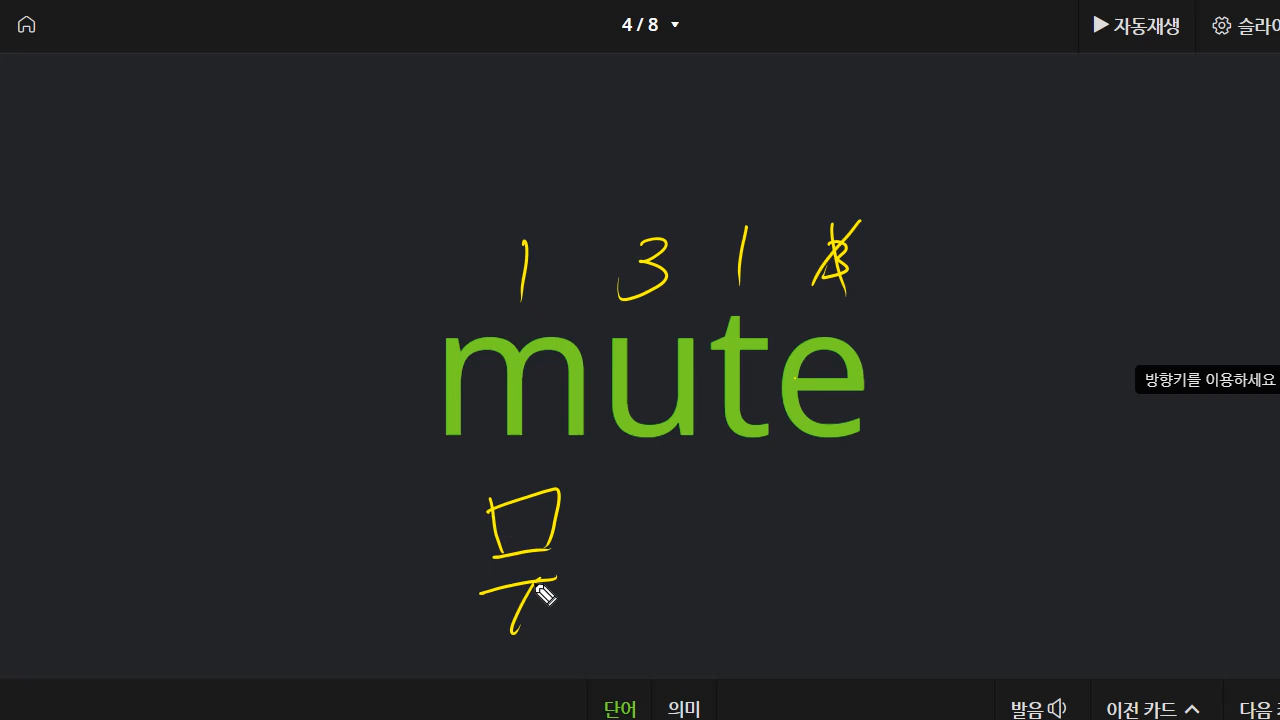 4 / 8
자동재생
슬라이
1 3 1
mute
방향키를 이용하세요
무
단어
의미
발음
이전 카드
다음